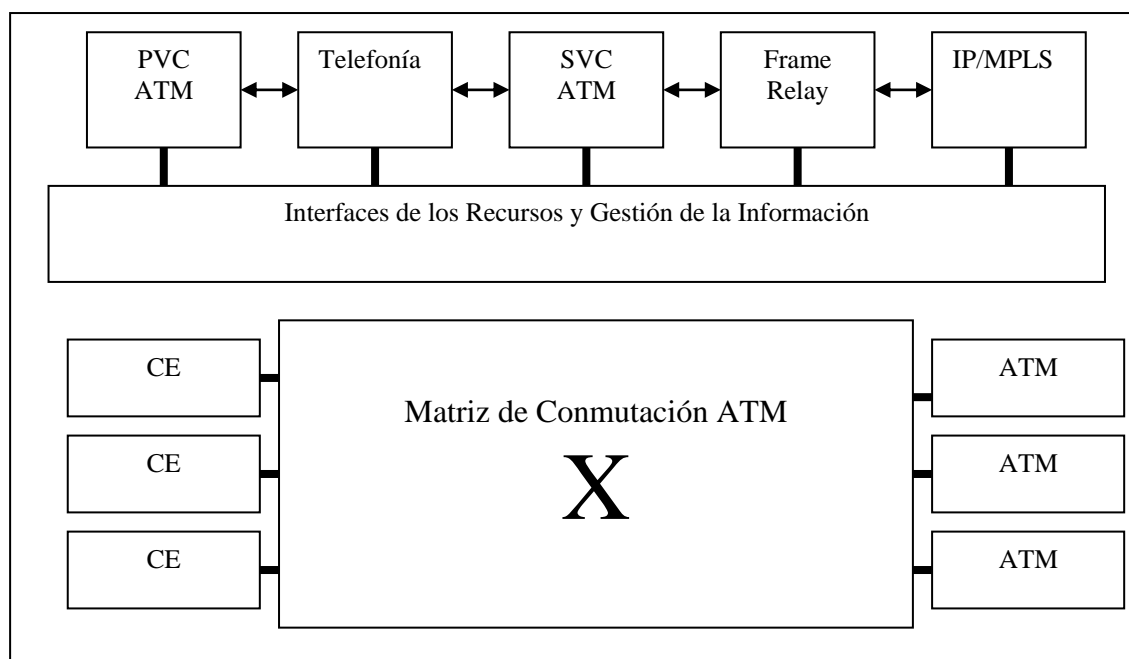 PVC
ATM
Telefonía
SVC
ATM
Frame
Relay
IP/MPLS
Interfaces de los Recursos y Gestión de la Información
CE
CE
CE
Matriz de Conmutación ATM
X
ATM
ATM
ATM